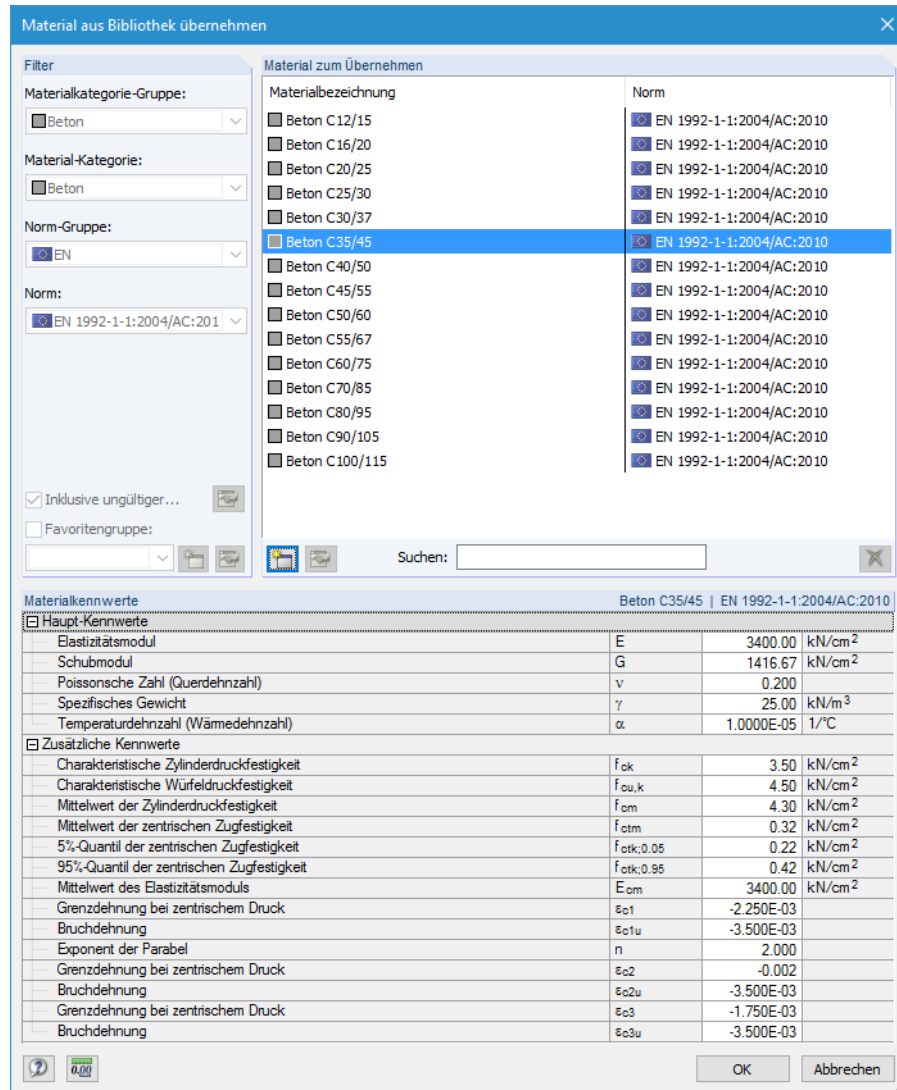 Material aus Bibliothek übernehmen
Filter
Materialkategorie-Gruppe:
Beton
Material-Kategorie:
Beton
Norm-Gruppe:
EN
Norm:
EN 1992-1-1:2004/AC:201
Inklusive ungültiger...
Favoritengruppe:
Material zum Übernehmen
Materialbezeichnung Norm
Beton C12/15 EN 1992-1-1:2004/AC:2010
Beton C16/20 EN 1992-1-1:2004/AC:2010
Beton C20/25 EN 1992-1-1:2004/AC:2010
Beton C25/30 EN 1992-1-1:2004/AC:2010
Beton C30/37 EN 1992-1-1:2004/AC:2010
Beton C35/45 EN 1992-1-1:2004/AC:2010
Beton C40/50 EN 1992-1-1:2004/AC:2010
Beton C45/55 EN 1992-1-1:2004/AC:2010
Beton C50/60 EN 1992-1-1:2004/AC:2010
Beton C55/67 EN 1992-1-1:2004/AC:2010
Beton C60/75 EN 1992-1-1:2004/AC:2010
Beton C70/85 EN 1992-1-1:2004/AC:2010
Beton C80/95 EN 1992-1-1:2004/AC:2010
Beton C90/105 EN 1992-1-1:2004/AC:2010
Beton C100/115 EN 1992-1-1:2004/AC:2010
Suchen:
Materialkennwerte Beton C35/45 | EN 1992-1-1:2004/AC:2010
Haupt-Kennwerte
Elastizitätsmodul E 3400.00 kN/cm²
Schubmodul G 1416.67 kN/cm²
Poissonsche Zahl (Querdehnzahl) ν 0.200
Spezifisches Gewicht γ 25.00 kN/m³
Temperaturdehnzahl (Wärmedehnzahl) α 1.0000E-05 1/°C
Zusätzliche Kennwerte
Charakteristische Zylinderdruckfestigkeit fck 3.50 kN/cm²
Charakteristische Würfeldruckfestigkeit fcu,k 4.50 kN/cm²
Mittelwert der Zylinderdruckfestigkeit fcm 4.30 kN/cm²
Mittelwert der zentrischen Zugfestigkeit fctm 0.32 kN/cm²
5%-Quantil der zentrischen Zugfestigkeit fctk;0.05 0.22 kN/cm²
95%-Quantil der zentrischen Zugfestigkeit fctk;0.95 0.42 kN/cm²
Mittelwert des Elastizitätsmoduls Ecm 3400.00 kN/cm²
Grenzdehnung bei zentrischem Druck εc1 -2.250E-03
Bruchdehnung εc1u -3.500E-03
Exponent der Parabel n 2.000
Grenzdehnung bei zentrischem Druck εc2 -0.002
Bruchdehnung εc2u -3.500E-03
Grenzdehnung bei zentrischem Druck εc3 -1.750E-03
Bruchdehnung εc3u -3.500E-03
0.00
OK Abbrechen